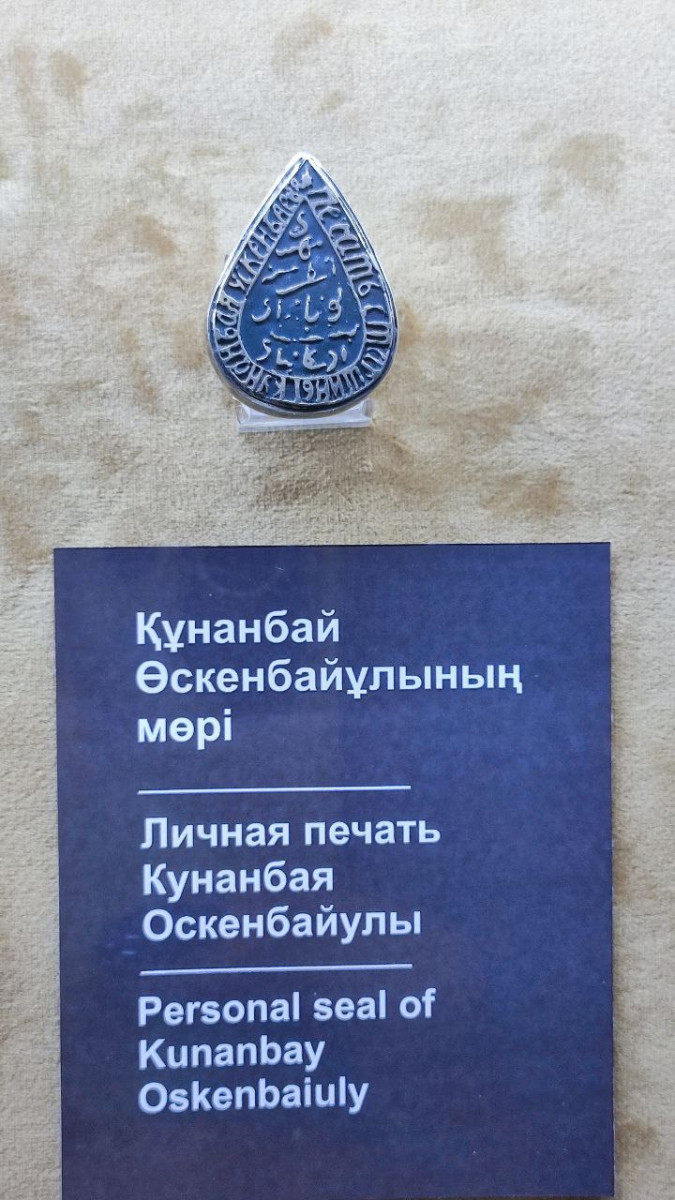 Құнанбай
Өскенбайұлының
мөрі
Личная печать
Кунанбая
Оскенбайулы
Personal seal of
Kunanbay
Oskenbaiuly